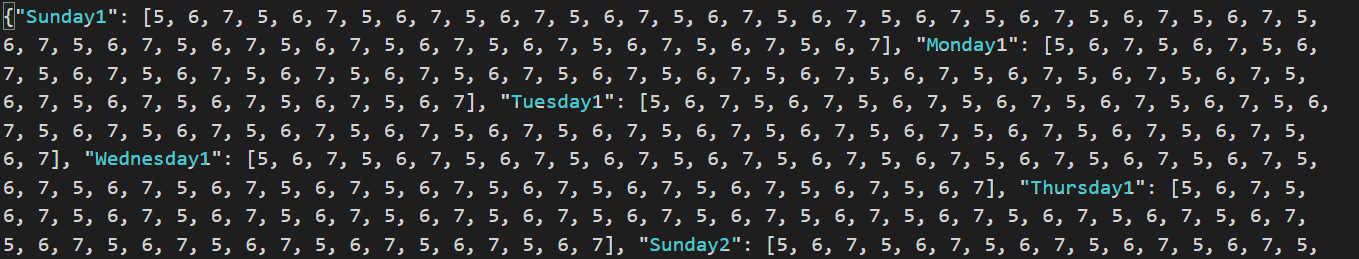 {"Sunday1": [5, 6, 7, 5, 6, 7, 5, 6, 7, 5, 6, 7, 5, 6, 7, 5, 6, 7, 5, 6, 7, 5, 6, 7, 5, 6, 7, 5, 6, 7, 5, 6, 7, 5,
6, 7, 5, 6, 7, 5, 6, 7, 5, 6, 7, 5, 6, 7, 5, 6, 7, 5, 6, 7, 5, 6, 7, 5, 6, 7], "Monday1": [5, 6, 7, 5, 6, 7, 5, 6,
7, 5, 6, 7, 5, 6, 7, 5, 6, 7, 5, 6, 7, 5, 6, 7, 5, 6, 7, 5, 6, 7, 5, 6, 7, 5, 6, 7, 5, 6, 7, 5, 6, 7, 5, 6, 7, 5,
6, 7, 5, 6, 7, 5, 6, 7, 5, 6, 7, 5, 6, 7], "Tuesday1": [5, 6, 7, 5, 6, 7, 5, 6, 7, 5, 6, 7, 5, 6, 7, 5, 6, 7, 5, 6,
7, 5, 6, 7, 5, 6, 7, 5, 6, 7, 5, 6, 7, 5, 6, 7, 5, 6, 7, 5, 6, 7, 5, 6, 7, 5, 6, 7, 5, 6, 7, 5, 6, 7, 5, 6, 7, 5,
6, 7], "Wednesday1": [5, 6, 7, 5, 6, 7, 5, 6, 7, 5, 6, 7, 5, 6, 7, 5, 6, 7, 5, 6, 7, 5, 6, 7, 5, 6, 7, 5, 6, 7, 5,
6, 7, 5, 6, 7, 5, 6, 7, 5, 6, 7, 5, 6, 7, 5, 6, 7, 5, 6, 7, 5, 6, 7, 5, 6, 7, 5, 6, 7], "Thursday1": [5, 6, 7, 5,
6, 7, 5, 6, 7, 5, 6, 7, 5, 6, 7, 5, 6, 7, 5, 6, 7, 5, 6, 7, 5, 6, 7, 5, 6, 7, 5, 6, 7, 5, 6, 7, 5, 6, 7, 5, 6, 7,
5, 6, 7, 5, 6, 7, 5, 6, 7, 5, 6, 7, 5, 6, 7, 5, 6, 7], "Sunday2": [5, 6, 7, 5, 6, 7, 5, 6, 7, 5, 6, 7, 5, 6, 7, 5,